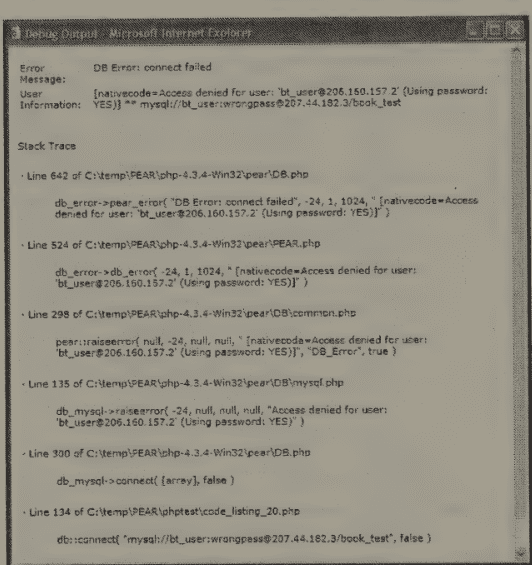 Debug Output - Microsoft Internet Explorer
Error Message: DB Error: connect failed
User Information: [nativecode=Access denied for user: 'bt_user@206.160.157.2' (Using password: YES)] ** mysql://bt_user:wrongpass@207.44.182.3/book_test
Stack Trace
· Line 642 of C:\temp\PEAR\php-4.3.4-Win32\pear\DB.php
db_error->pear_error( "DB Error: connect failed", -24, 1, 1024, " [nativecode=Access
denied for user: 'bt_user@206.160.157.2' (Using password: YES)]" )
· Line 524 of C:\temp\PEAR\php-4.3.4-Win32\pear\PEAR.php
db_error->db_error( -24, 1, 1024, " [nativecode=Access denied for user:
'bt_user@206.160.157.2' (Using password: YES)]" )
· Line 298 of C:\temp\PEAR\php-4.3.4-Win32\pear\DB\common.php
pear::raiseerror( null, -24, null, null, " [nativecode=Access denied for user:
'bt_user@206.160.157.2' (Using password: YES)]", "DB_Error", true )
· Line 135 of C:\temp\PEAR\php-4.3.4-Win32\pear\DB\mysql.php
db_mysql->raiseerror( -24, null, null, null, "Access denied for user:
'bt_user@206.160.157.2' (Using password: YES)" )
· Line 300 of C:\temp\PEAR\php-4.3.4-Win32\pear\DB.php
db_mysql->connect( [array], false )
· Line 134 of C:\temp\PEAR\phptest\code_listing_20.php
db::connect( "mysql://bt_user:wrongpass@207.44.182.3/book_test", false )